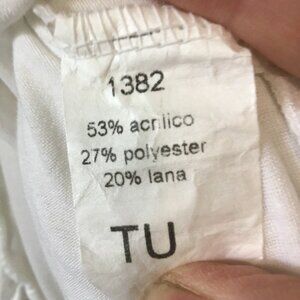 1382
53% acrilico
27% polyester
20% lana
TU